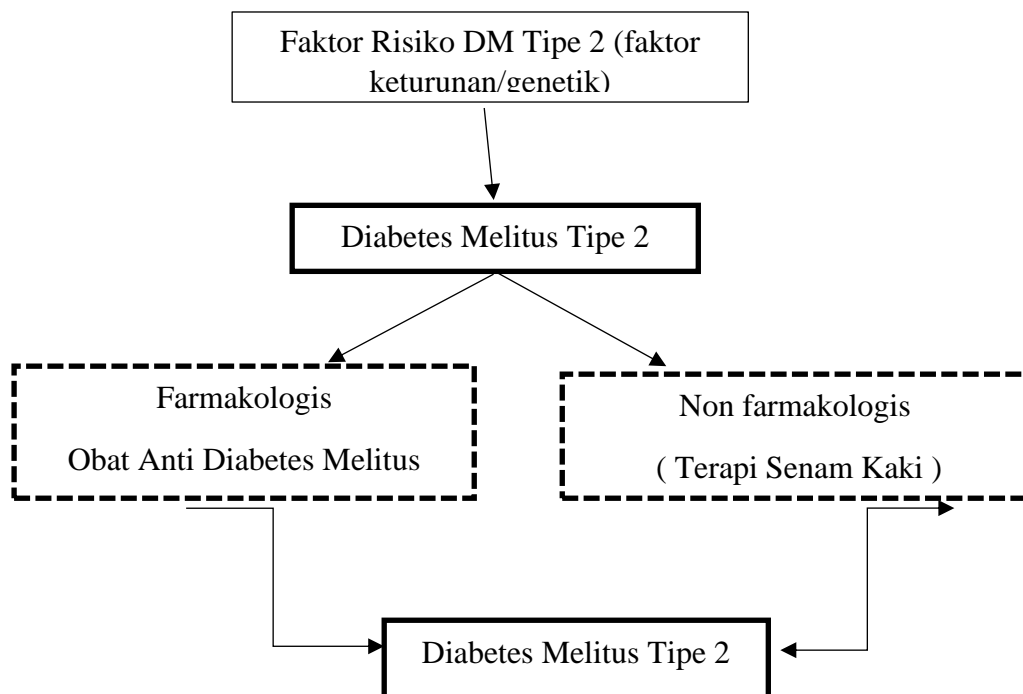 Faktor Risiko DM Tipe 2 (faktor
keturunan/genetik)
Diabetes Melitus Tipe 2
Farmakologis
Obat Anti Diabetes Melitus
Non farmakologis
( Terapi Senam Kaki )
Diabetes Melitus Tipe 2